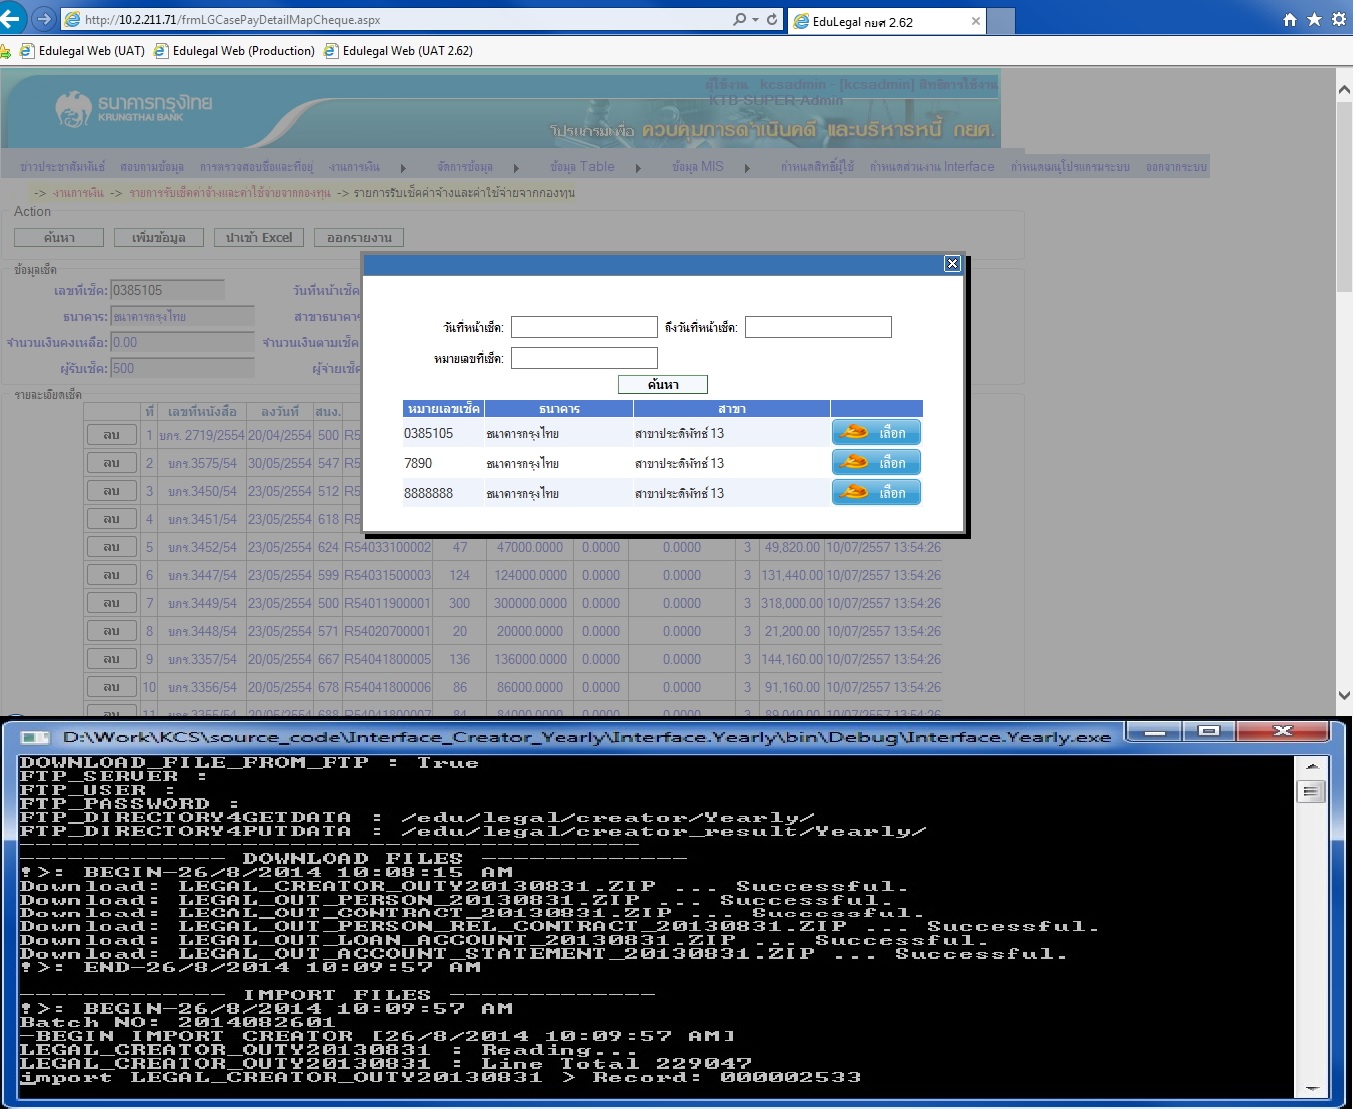 http://10.2.211.71/frmLGCasePayDetailMapCheque.aspx
EduLegal กยศ 2.62
Edulegal Web (UAT) Edulegal Web (Production) Edulegal Web (UAT 2.62)
ธนาคารกรุงไทย
KRUNGTHAI BANK
ผู้ใช้งาน kcsadmin - [kcsadmin] สิทธิการใช้งาน
KTB-SUPER-Admin
โปรแกรมเพื่อ ควบคุมการดำเนินคดี และบริหารหนี้ กยศ.
ข่าวประชาสัมพันธ์ สอบถามข้อมูล การตรวจสอบชื่อและที่อยู่ งานการเงิน จัดการข้อมูล ข้อมูล Table ข้อมูล MIS กำหนดสิทธิ์ผู้ใช้ กำหนดส่วนงาน Interface กำหนดเมนูโปรแกรมระบบ ออกจากระบบ
-> งานการเงิน -> รายการรับเช็คค่าจ้างและค่าใช้จ่ายจากกองทุน -> รายการรับเช็คค่าจ้างและค่าใช้จ่ายจากกองทุน
Action
ค้นหา เพิ่มข้อมูล นำเข้า Excel ออกรายงาน
ข้อมูลเช็ค
เลขที่เช็ค: 0385105 วันที่หน้าเช็ค
ธนาคาร: ธนาคารกรุงไทย สาขาธนาคาร
จำนวนเงินคงเหลือ: 0.00 จำนวนเงินตามเช็ค
ผู้รับเช็ค: 500 ผู้จ่ายเช็ค
วันที่หน้าเช็ค: ถึงวันที่หน้าเช็ค:
หมายเลขที่เช็ค:
ค้นหา
หมายเลขเช็ค ธนาคาร สาขา
0385105 ธนาคารกรุงไทย สาขาประดิพัทธ์ 13 เลือก
7890 ธนาคารกรุงไทย สาขาประดิพัทธ์ 13 เลือก
8888888 ธนาคารกรุงไทย สาขาประดิพัทธ์ 13 เลือก
รายละเอียดเช็ค
ที่ เลขที่หนังสือ ลงวันที่ สนง.
ลบ 1 บกร. 2719/2554 20/04/2554 500 R5
ลบ 2 บกร.3575/54 30/05/2554 547 R5
ลบ 3 บกร.3450/54 23/05/2554 512 R5
ลบ 4 บกร.3451/54 23/05/2554 618 R5
ลบ 5 บกร.3452/54 23/05/2554 624 R54033100002 47 47000.0000 0.0000 0.0000 3 49,820.00 10/07/2557 13:54:26
ลบ 6 บกร.3447/54 23/05/2554 599 R54031500003 124 124000.0000 0.0000 0.0000 3 131,440.00 10/07/2557 13:54:26
ลบ 7 บกร.3449/54 23/05/2554 500 R54011900001 300 300000.0000 0.0000 0.0000 3 318,000.00 10/07/2557 13:54:26
ลบ 8 บกร.3448/54 23/05/2554 571 R54020700001 20 20000.0000 0.0000 0.0000 3 21,200.00 10/07/2557 13:54:26
ลบ 9 บกร.3357/54 20/05/2554 667 R54041800005 136 136000.0000 0.0000 0.0000 3 144,160.00 10/07/2557 13:54:26
ลบ 10 บกร.3356/54 20/05/2554 678 R54041800006 86 86000.0000 0.0000 0.0000 3 91,160.00 10/07/2557 13:54:26
ลบ 11 บกร.3355/54 20/05/2554 688 R54041800007 84 84000.0000 0.0000 0.0000 3 89,040.00 10/07/2557 13:54:26
D:\Work\KCS\source_code\Interface_Creator_Yearly\Interface.Yearly\bin\Debug\Interface.Yearly.exe
DOWNLOAD_FILE_FROM_FTP : True
FTP_SERVER :
FTP_USER :
FTP_PASSWORD :
FTP_DIRECTORY4GETDATA : /edu/legal/creator/Yearly/
FTP_DIRECTORY4PUTDATA : /edu/legal/creator_result/Yearly/
------------- DOWNLOAD FILES -------------
!>: BEGIN-26/8/2014 10:08:15 AM
Download: LEGAL_CREATOR_OUTY20130831.ZIP ... Successful.
Download: LEGAL_OUT_PERSON_20130831.ZIP ... Successful.
Download: LEGAL_OUT_CONTRACT_20130831.ZIP ... Successful.
Download: LEGAL_OUT_PERSON_REL_CONTRACT_20130831.ZIP ... Successful.
Download: LEGAL_OUT_LOAN_ACCOUNT_20130831.ZIP ... Successful.
Download: LEGAL_OUT_ACCOUNT_STATEMENT_20130831.ZIP ... Successful.
!>: END-26/8/2014 10:09:57 AM
------------- IMPORT FILES -------------
!>: BEGIN-26/8/2014 10:09:57 AM
Batch NO: 2014082601
-BEGIN IMPORT CREATOR [26/8/2014 10:09:57 AM]
LEGAL_CREATOR_OUTY20130831 : Reading...
LEGAL_CREATOR_OUTY20130831 : Line Total 229047
import LEGAL_CREATOR_OUTY20130831 > Record: 000002533